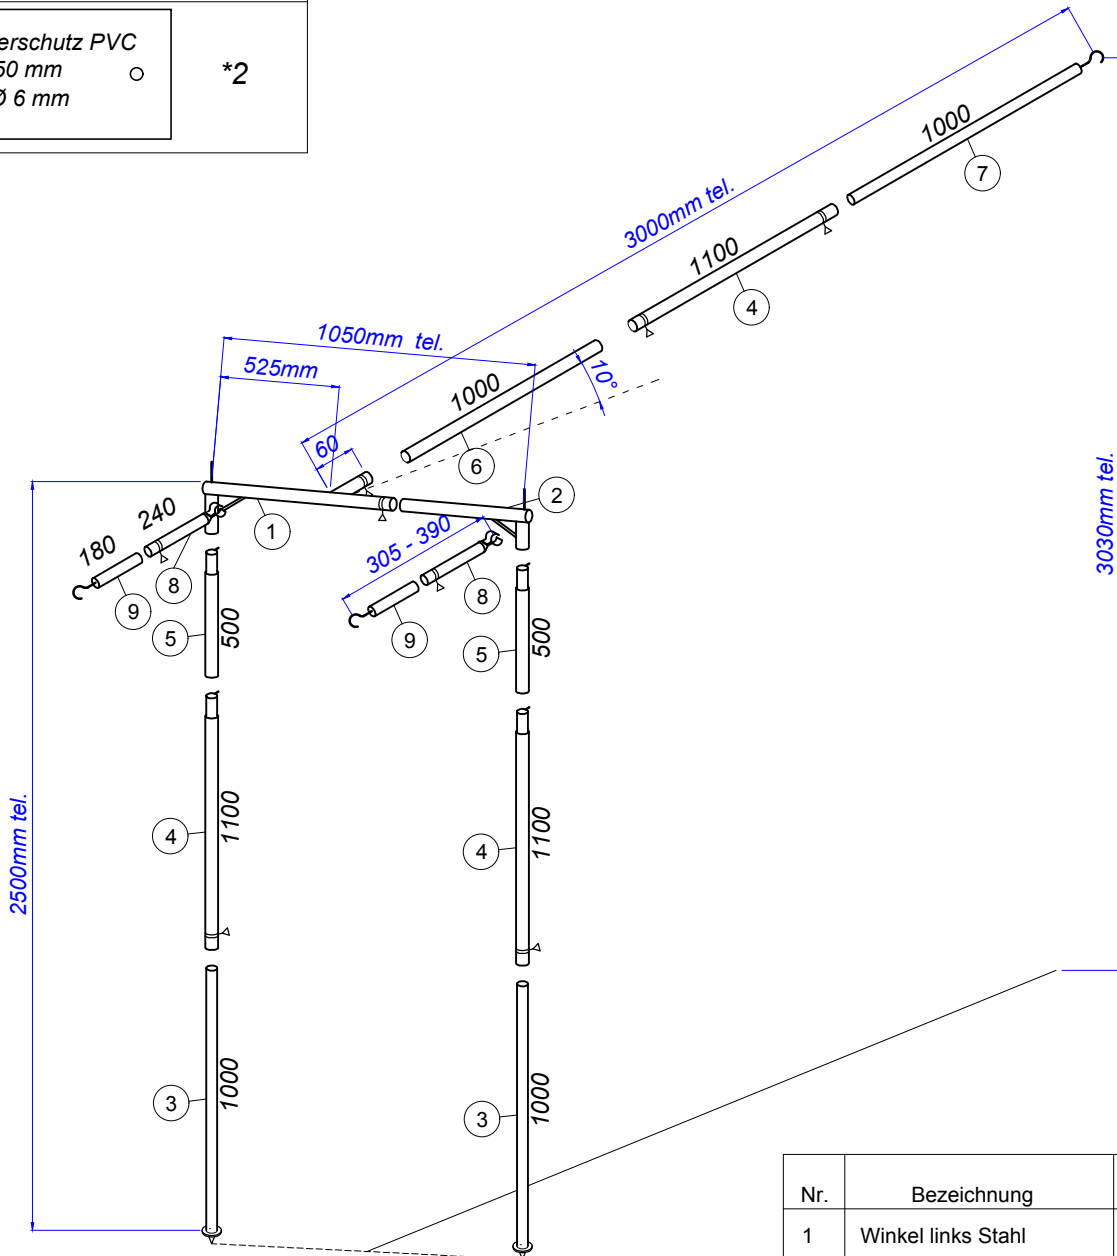 erschutz PVC
50 mm
Ø 6 mm
*2
1000
7
3000mm tel.
1100
4
1050mm tel.
525mm
10°
1000
6
60
2
1
240
180
8
9
305 - 390
8
9
3030mm tel.
5
500
5
500
2500mm tel.
4
1100
4
1100
3
1000
3
1000
Nr.
Bezeichnung
1
Winkel links Stahl